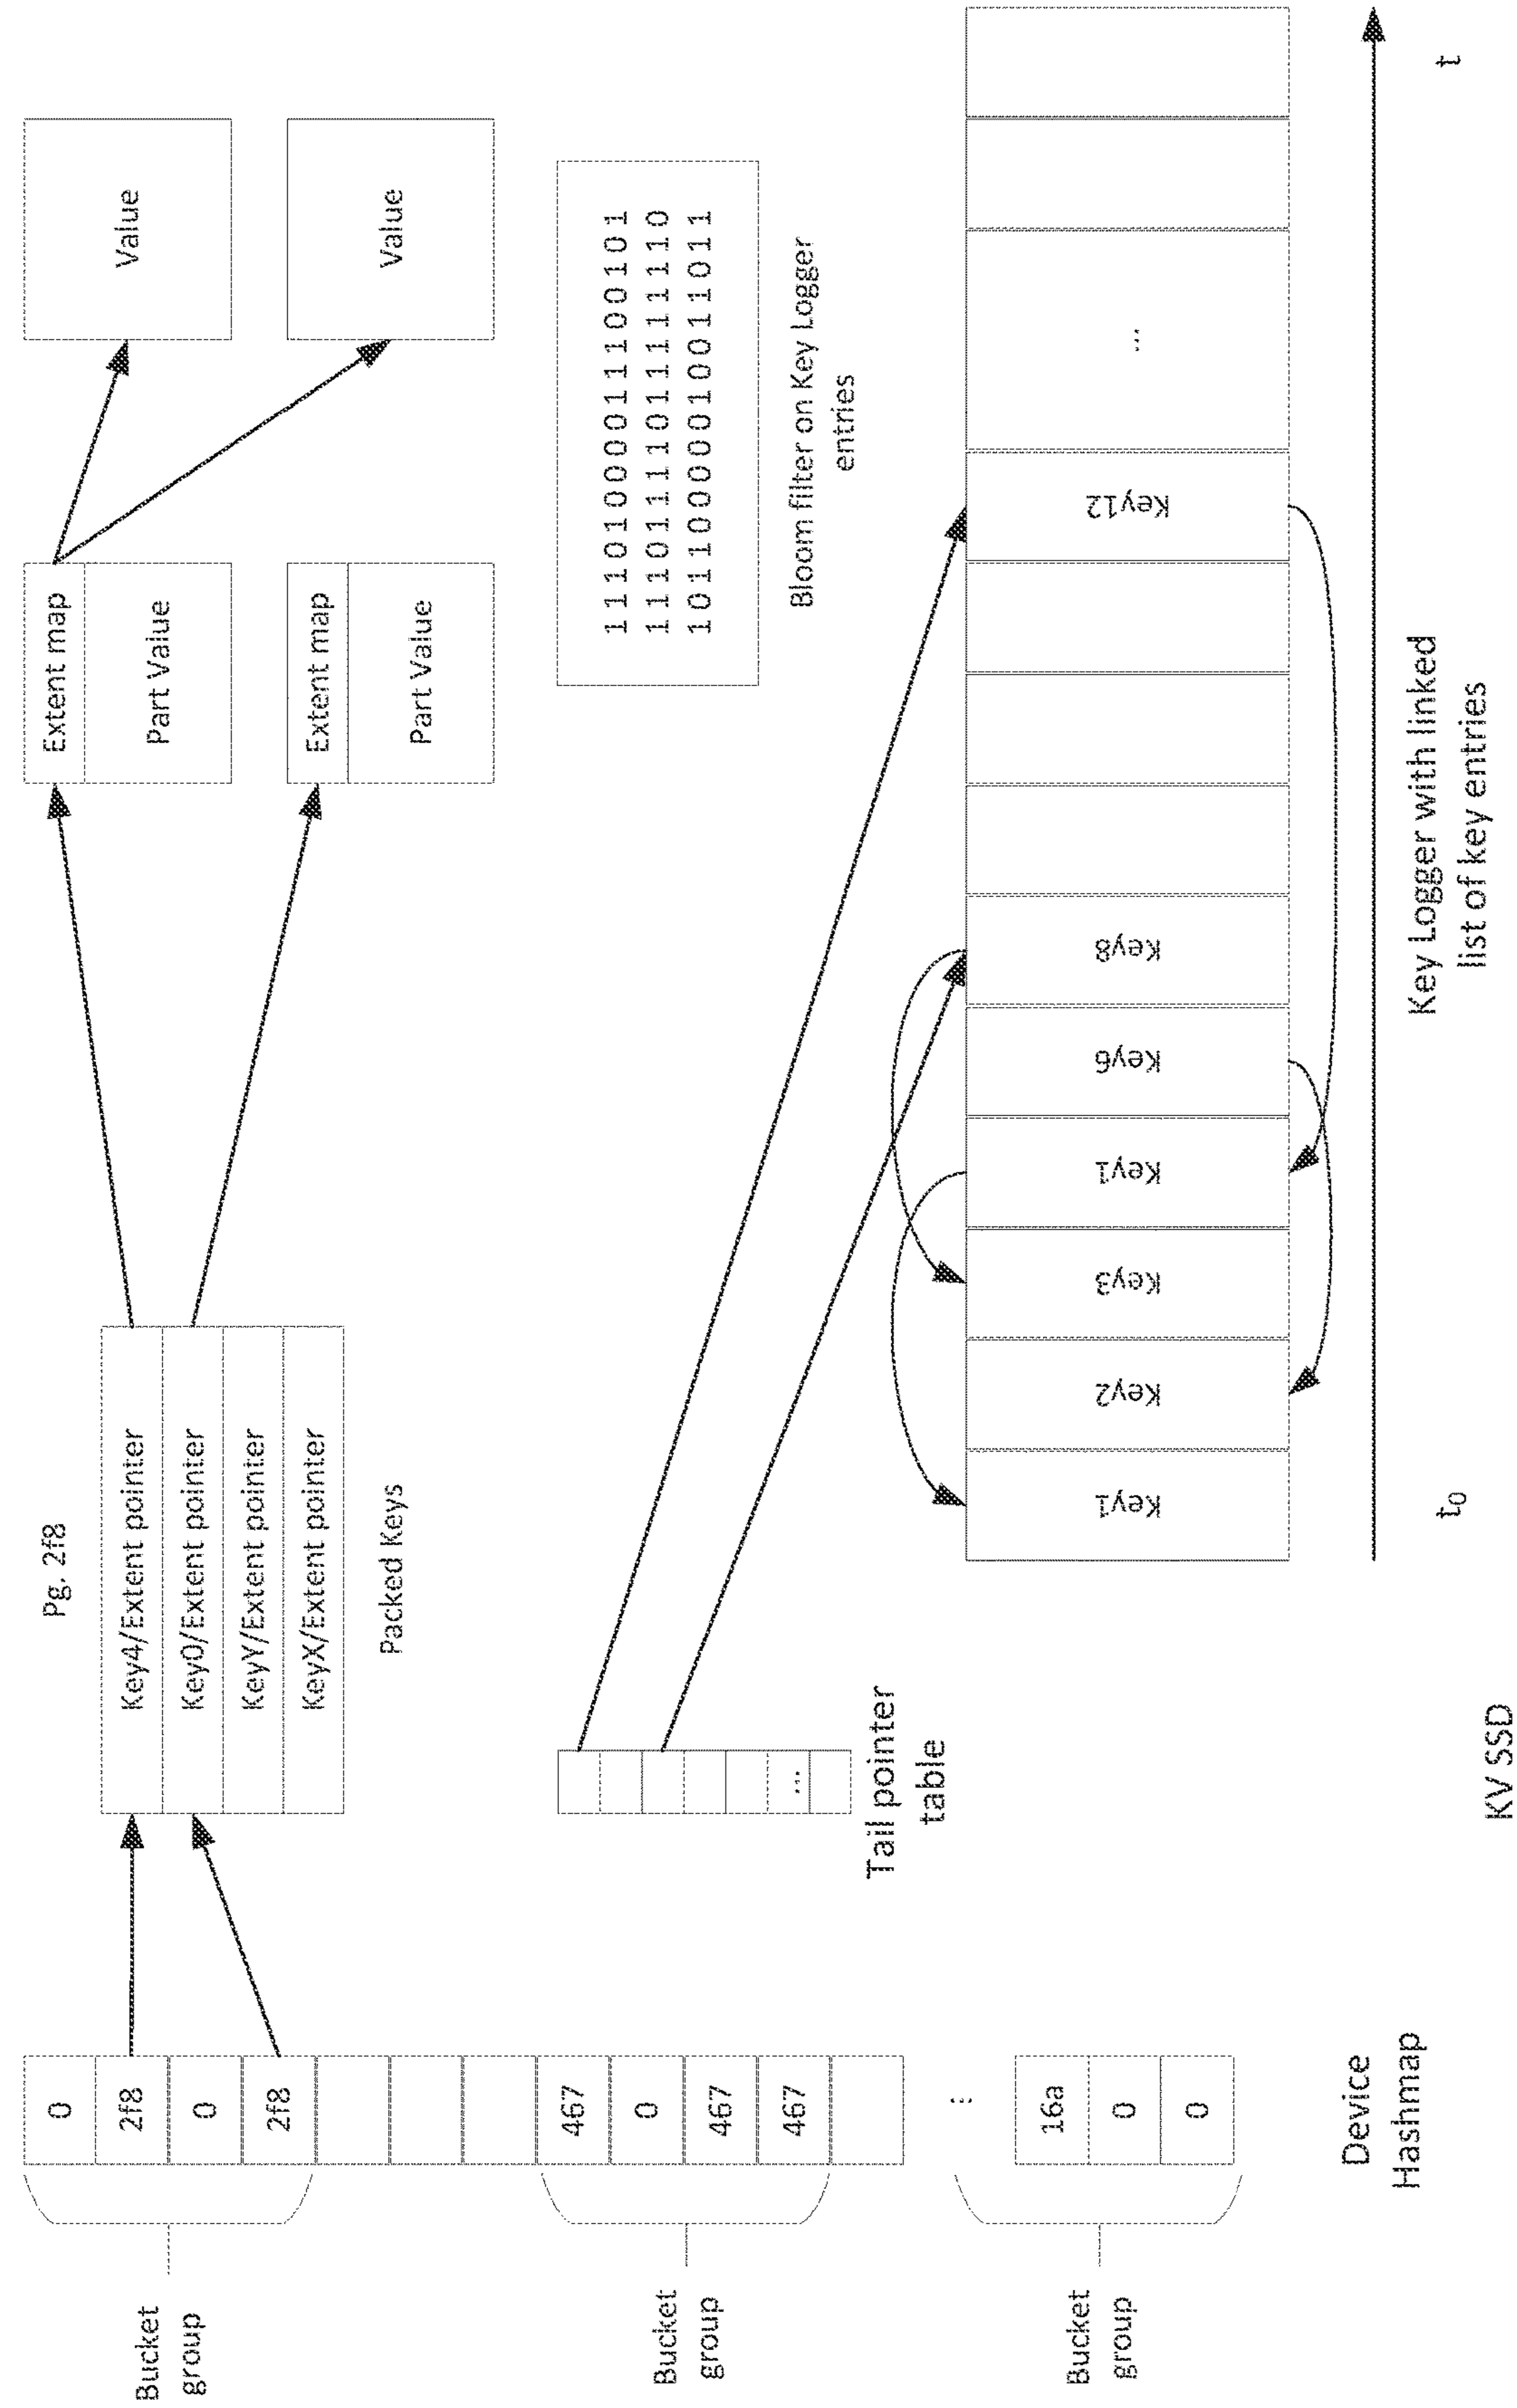 Bucket
group
Bucket
group
Bucket
group
0
2f8
0
2f8
467
0
467
467
...
16a
0
0
Device
Hashmap
Pg. 2f8
Key4/Extent pointer
Key0/Extent pointer
KeyY/Extent pointer
KeyX/Extent pointer
Packed Keys
Extent map
Part Value
Extent map
Part Value
Value
Value
...
Tail pointer
table
1 1 1 0 1 0 0 0 0 1 1 1 0 0 1 0 1
1 1 1 0 1 1 1 1 0 1 1 1 1 1 1 1 0
1 0 1 1 0 0 0 0 0 1 0 0 1 1 0 1 1
Bloom filter on Key Logger
entries
Key1
Key2
Key3
Key1
Key6
Key8
Key12
...
t0
t
Key Logger with linked
list of key entries
KV SSD